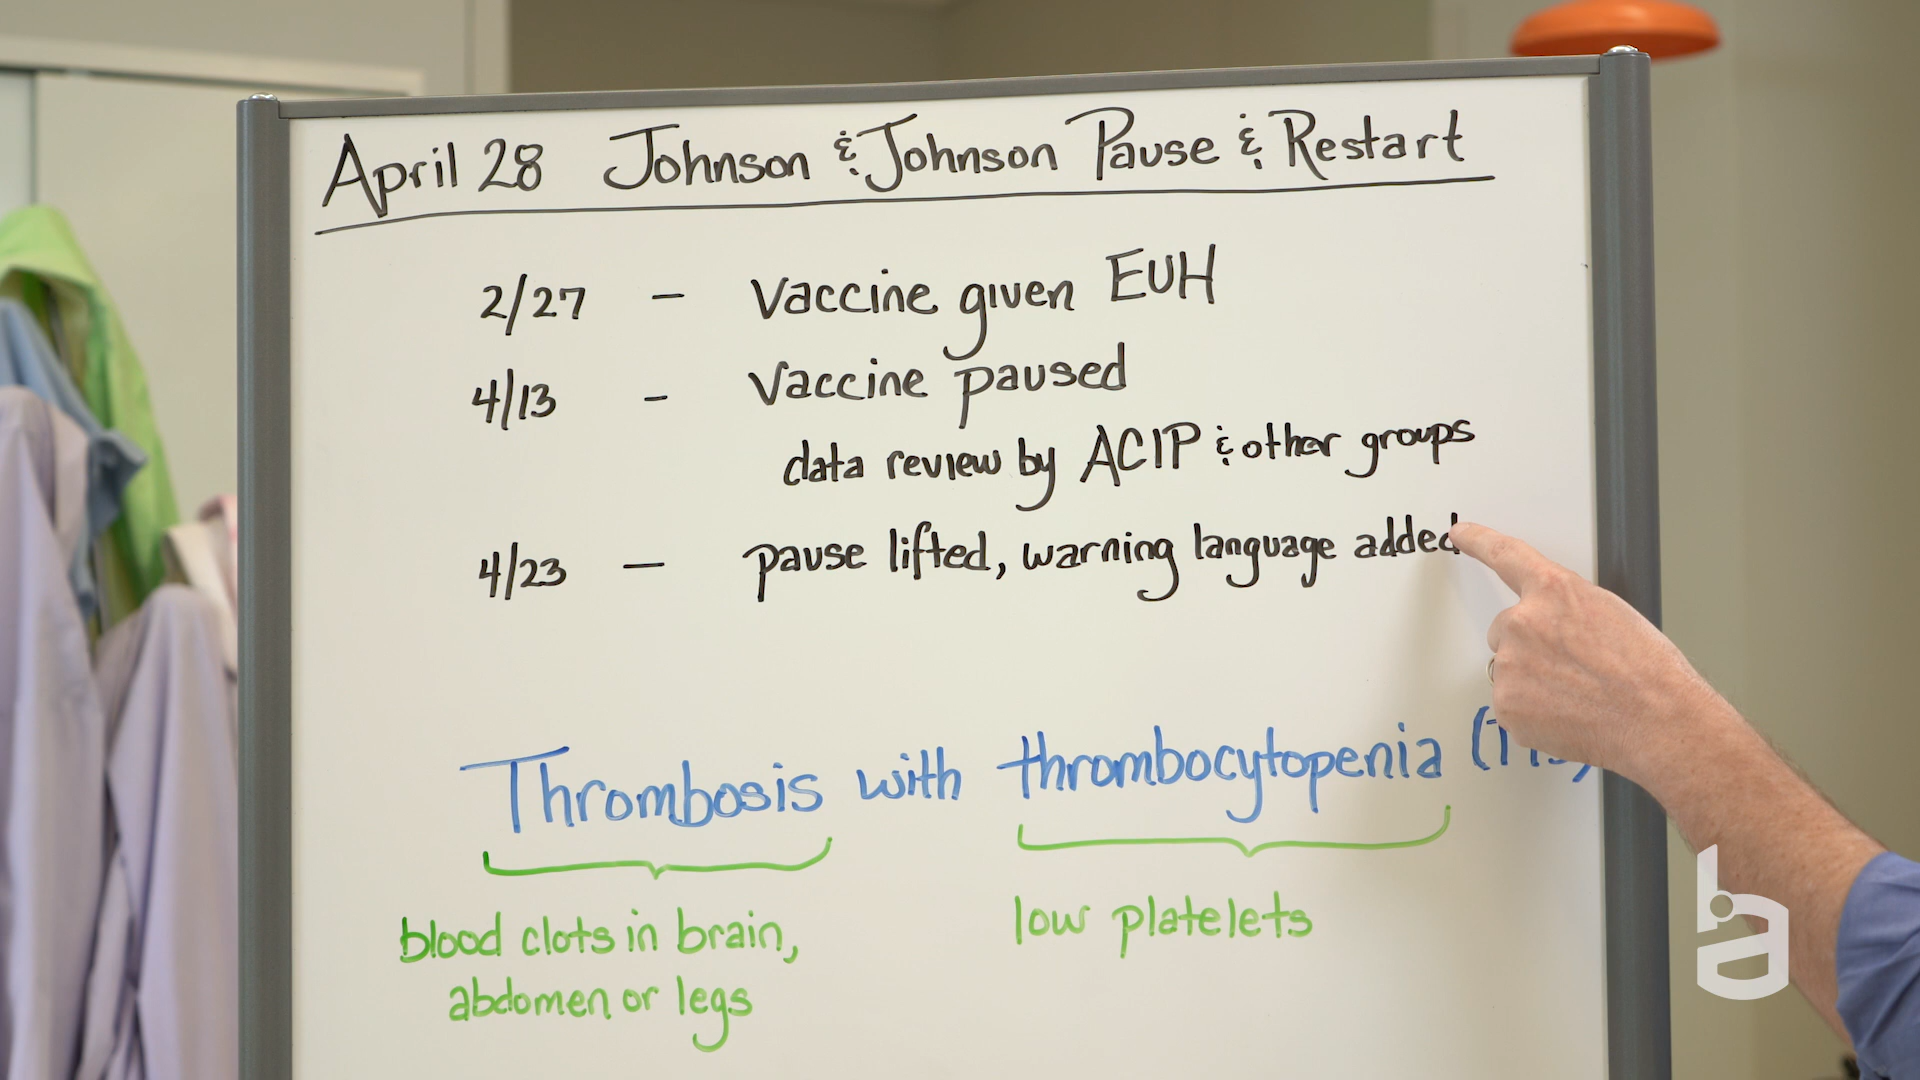 April 28 Johnson & Johnson Pause & Restart
2/27 - Vaccine given EUA
4/13 - Vaccine paused
data review by ACIP & other groups
4/23 - pause lifted, warning language added
Thrombosis with thrombocytopenia
blood clots in brain,
abdomen or legs
low platelets
ba